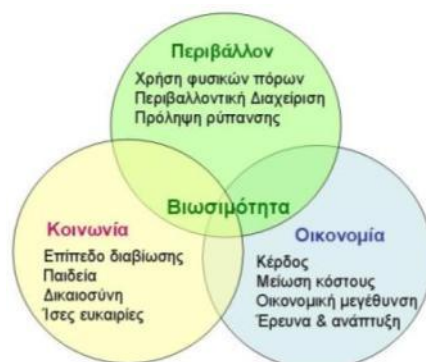 Περιβάλλον
Χρήση φυσικών πόρων
Περιβαλλοντική Διαχείριση
Πρόληψη ρύπανσης
Βιωσιμότητα
Κοινωνία
Επίπεδο διαβίωσης
Παιδεία
Δικαιοσύνη
Ίσες ευκαιρίες
Οικονομία
Κέρδος
Μείωση κόστους
Οικονομική μεγέθυνση
Έρευνα & ανάπτυξη